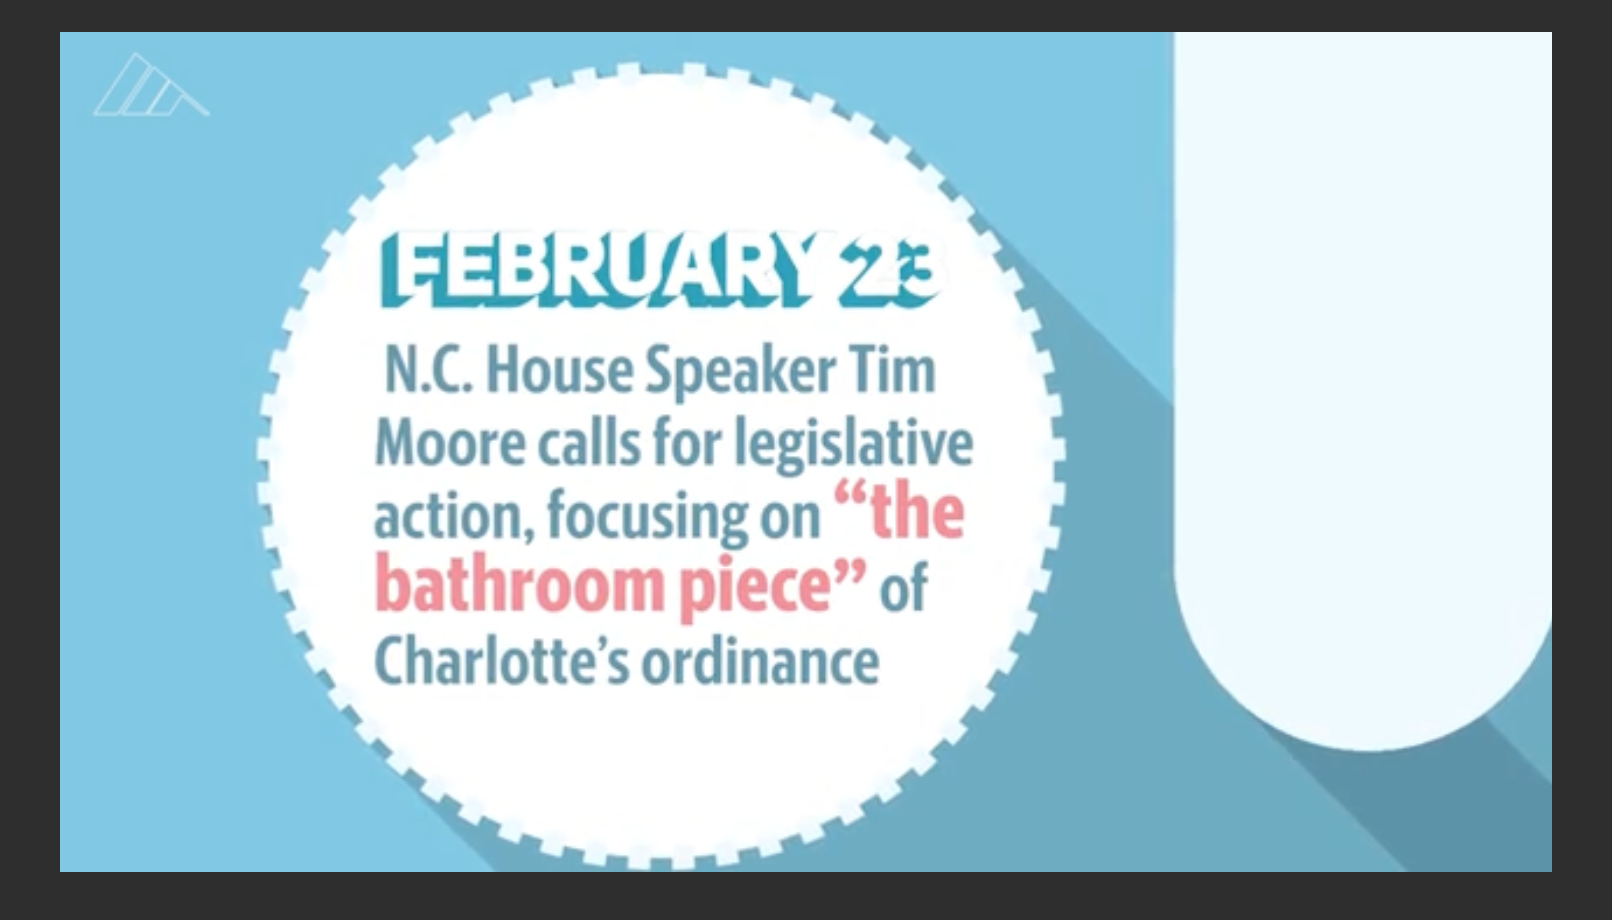 FEBRUARY 23
N.C. House Speaker Tim
Moore calls for legislative
action, focusing on “the
bathroom piece” of
Charlotte’s ordinance